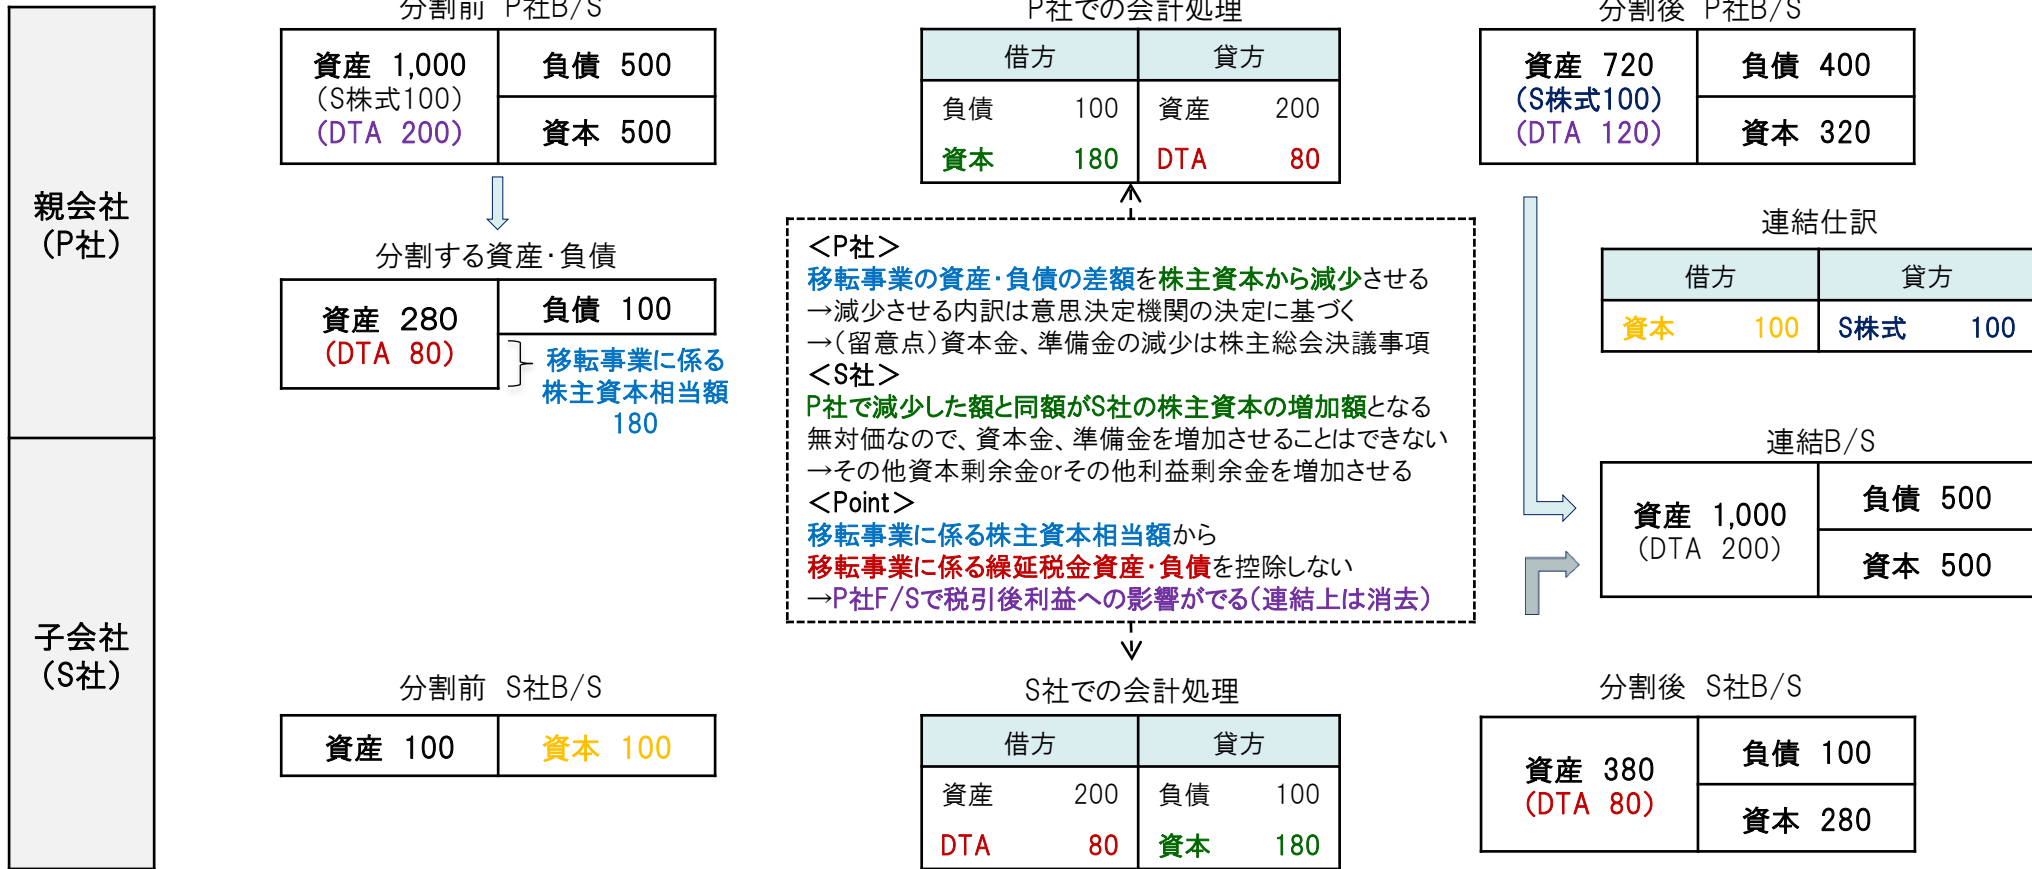 分割前 P社B/S
資産 1,000
(S株式100)
(DTA 200)
負債 500
資本 500
P社での会計処理
借方 貸方
負債 100 資産 200
資本 180 DTA 80
分割後 P社B/S
資産 720
(S株式100)
(DTA 120)
負債 400
資本 320
親会社
(P社)
分割する資産・負債
資産 280
(DTA 80)
負債 100
移転事業に係る
株主資本相当額
180
<P社>
移転事業の資産・負債の差額を株主資本から減少させる
→減少させる内訳は意思決定機関の決定に基づく
→(留意点)資本金、準備金の減少は株主総会決議事項
<S社>
P社で減少した額と同額がS社の株主資本の増加額となる
無対価なので、資本金、準備金を増加させることはできない
→その他資本剰余金orその他利益剰余金を増加させる
<Point>
移転事業に係る株主資本相当額から
移転事業に係る繰延税金資産・負債を控除しない
→P社F/Sで税引後利益への影響がでる(連結上は消去)
連結仕訳
借方 貸方
資本 100 S株式 100
連結B/S
資産 1,000
(DTA 200)
負債 500
資本 500
子会社
(S社)
分割前 S社B/S
資産 100 資本 100
S社での会計処理
借方 貸方
資産 200 負債 100
DTA 80 資本 180
分割後 S社B/S
資産 380
(DTA 80)
負債 100
資本 280